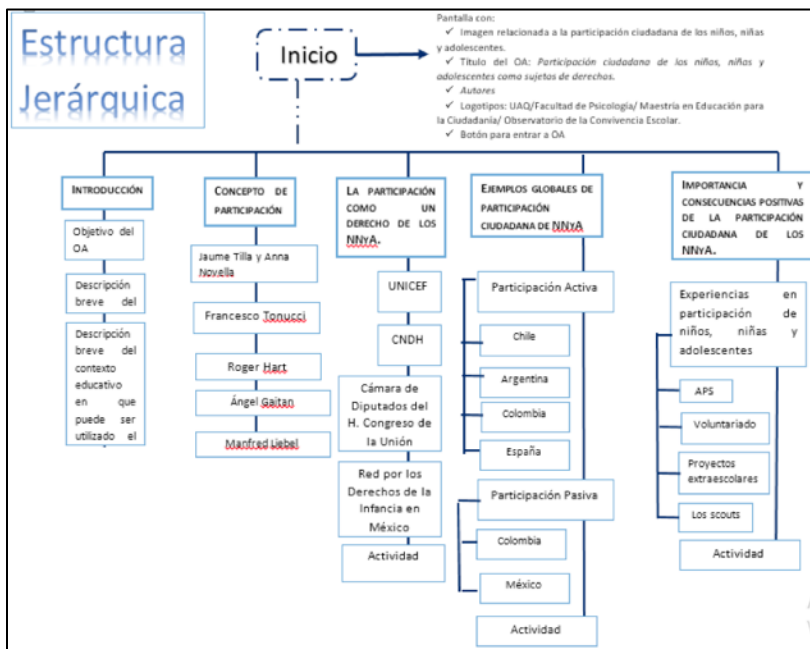 Estructura
Jerárquica
Inicio
Pantalla con:
✓ Imagen relacionada a la participación ciudadana de los niños, niñas
y adolescentes.
✓ Título del OA: Participación ciudadana de los niños, niñas y
adolescentes como sujetos de derechos.
✓ Autores
✓ Logotipos: UAQ/Facultad de Psicología/ Maestría en Educación para
la Ciudadanía/ Observatorio de la Convivencia Escolar.
✓ Botón para entrar a OA
INTRODUCCIÓN
Objetivo del
OA
Descripción
breve del
Descripción
breve del
contexto
educativo
en que
puede ser
utilizado el
CONCEPTO DE
PARTICIPACIÓN
Jaume Tilla y Anna
Novella
Francesco Tonucci
Roger Hart
Ángel Gaitan
Manfred Liebel
LA PARTICIPACIÓN
COMO UN
DERECHO DE LOS
NNYA.
UNICEF
CNDH
Cámara de
Diputados del
H. Congreso de
la Unión
Red por los
Derechos de la
Infancia en
México
Actividad
EJEMPLOS GLOBALES DE
PARTICIPACIÓN
CIUDADANA DE NNYA
Participación Activa
Chile
Argentina
Colombia
España
Participación Pasiva
Colombia
México
Actividad
IMPORTANCIA Y
CONSECUENCIAS POSITIVAS
DE LA PARTICIPACIÓN
CIUDADANA DE LOS
NNYA.
Experiencias en
participación de
niños, niñas y
adolescentes
APS
Voluntariado
Proyectos
extraescolares
Los scouts
Actividad